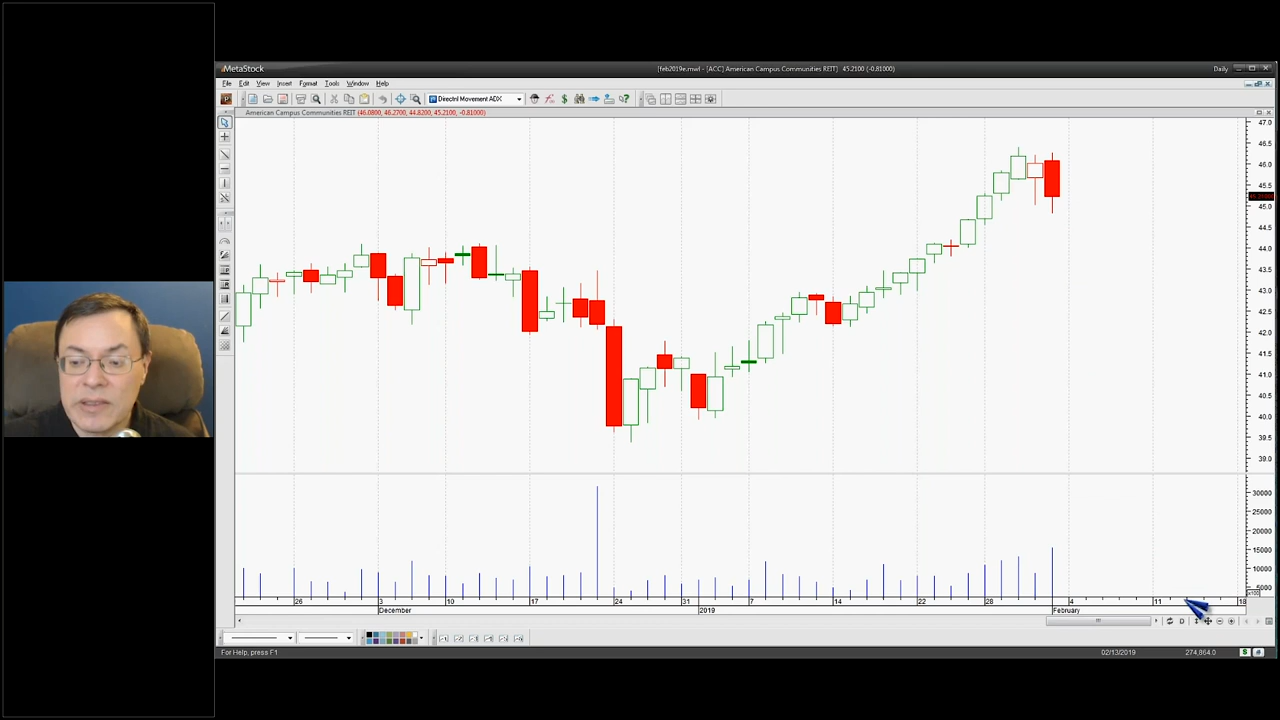 MetaStock
[feb2019e.mwl - [ACC] American Campus Communities REIT] 45.2100 (-0.81000)
Daily
File Edit View Insert Format Tools Window Help
Directnl Movement ADX
American Campus Communities REIT (46.0800, 46.2700, 44.8200, 45.2100, -0.81000)
47.0
46.5
46.0
45.5
45.0
44.5
44.0
43.5
43.0
42.5
42.0
41.5
41.0
40.5
40.0
39.5
39.0
30000
25000
20000
15000
10000
5000
x100
26 3 10 17 24 31 7 14 22 28 4 11 18
December 2019 February
For Help, press F1
02/13/2019 274,864.0